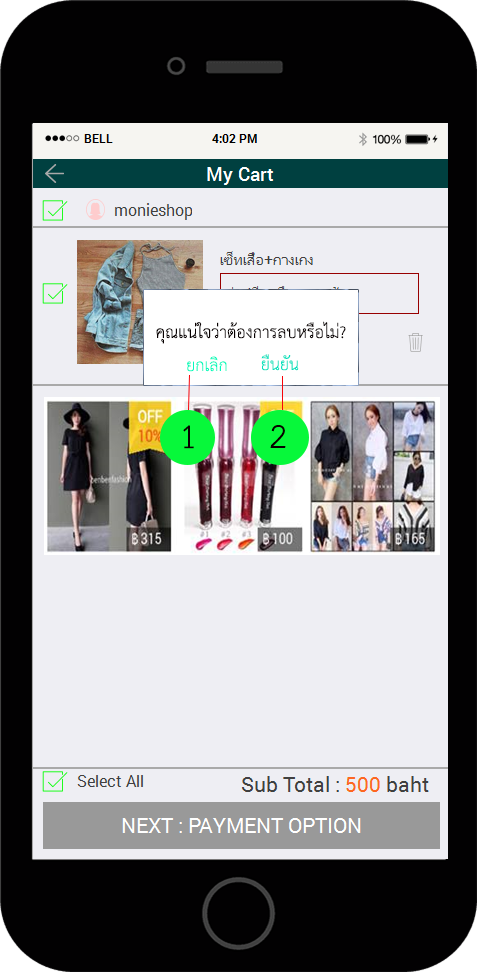 BELL 4:02 PM 100%
My Cart
monieshop
เซ็ทเสื้อ+กางเกง
คุณแน่ใจว่าต้องการลบหรือไม่?
ยกเลิก ยืนยัน
1 2
OFF
10%
benbenfashion
#1 #2 #3
฿315 ฿100 ฿165
Select All
Sub Total : 500 baht
NEXT : PAYMENT OPTION